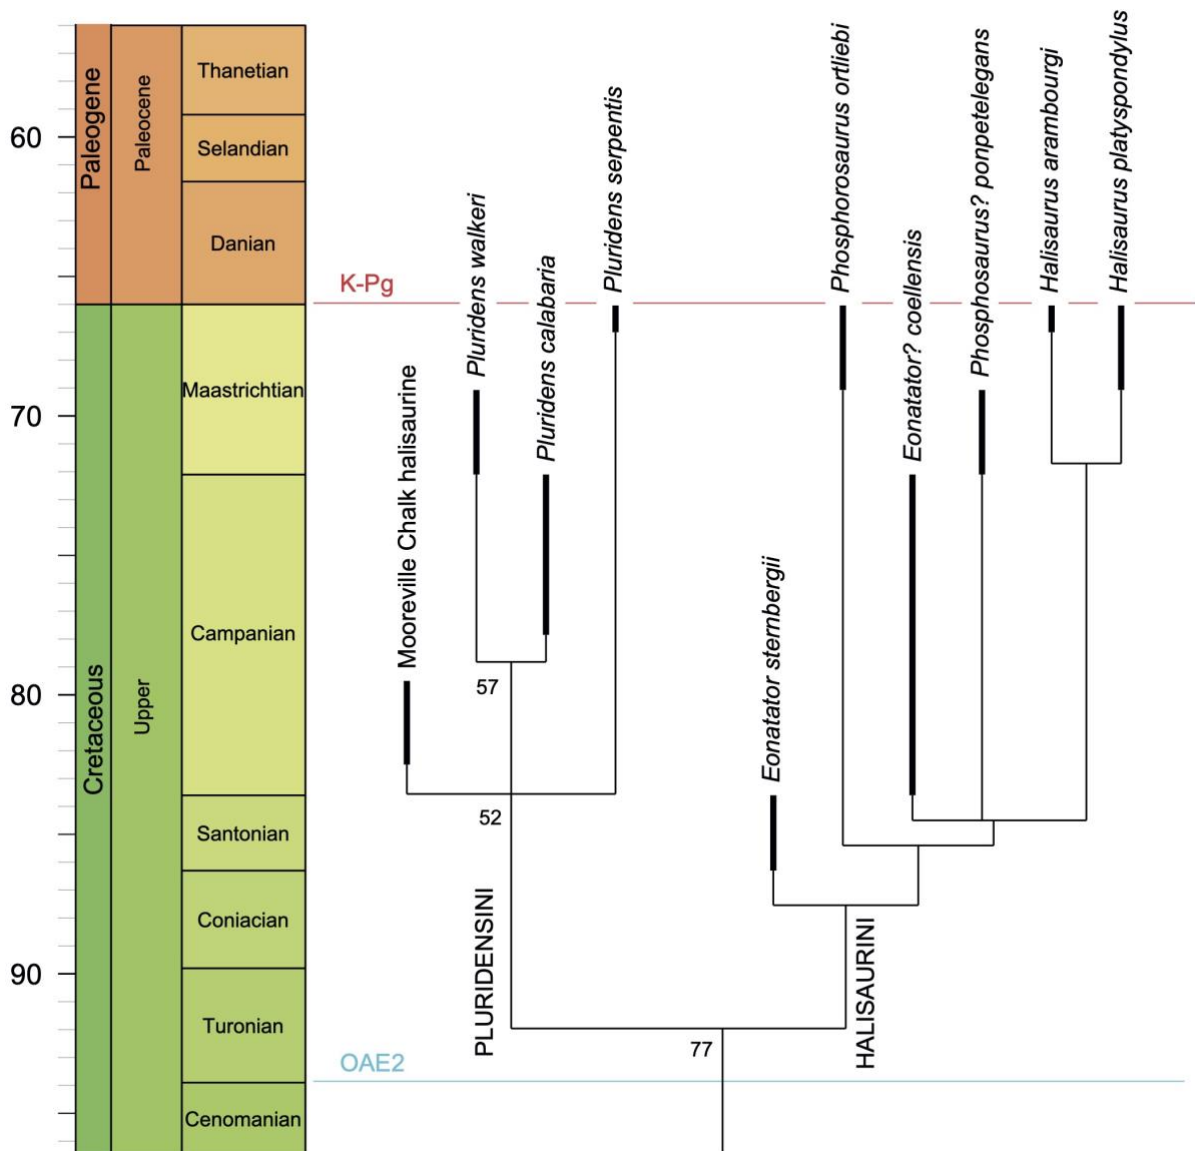 60
70
80
90
Paleogene
Cretaceous
Paleocene
Upper
Thanetian
Selandian
Danian
Maastrichtian
Campanian
Santonian
Coniacian
Turonian
Cenomanian
K-Pg
OAE2
Mooreville Chalk halisaurine
Pluridens walkeri
Pluridens calabaria
Pluridens serpentis
Eonatator sternbergii
Phosphorosaurus ortliebi
Eonatator? coellensis
Phosphosaurus? ponpetelegans
Halisaurus arambourgi
Halisaurus platyspondylus
57
52
PLURIDENSINI
HALISAURINI
77